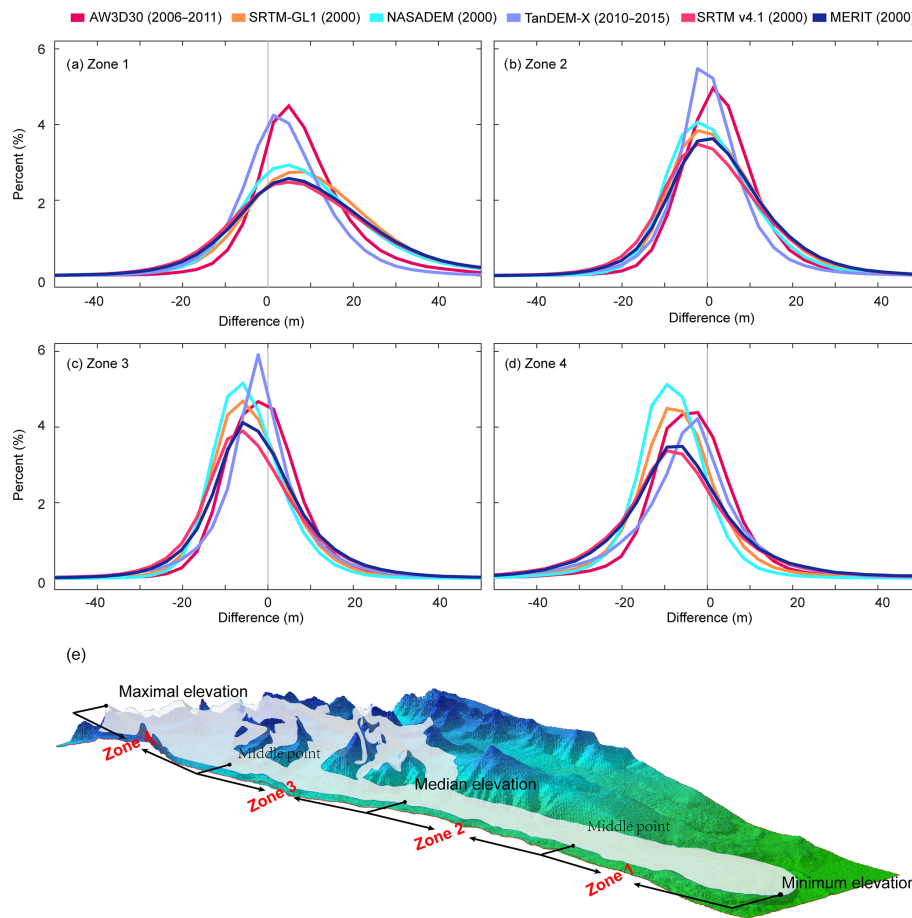 AW3D30 (2006–2011) SRTM-GL1 (2000) NASADEM (2000) TanDEM-X (2010–2015) SRTM v4.1 (2000) MERIT (2000)
(a) Zone 1
(b) Zone 2
6
4
2
0
Percent (%)
-40 -20 0 20 40
-40 -20 0 20 40
Difference (m)
Difference (m)
(c) Zone 3
(d) Zone 4
6
4
2
0
Percent (%)
-40 -20 0 20 40
-40 -20 0 20 40
Difference (m)
Difference (m)
(e)
Maximal elevation
Zone 4
Middle point
Zone 3
Median elevation
Zone 2
Middle point
Zone 1
Minimum elevation